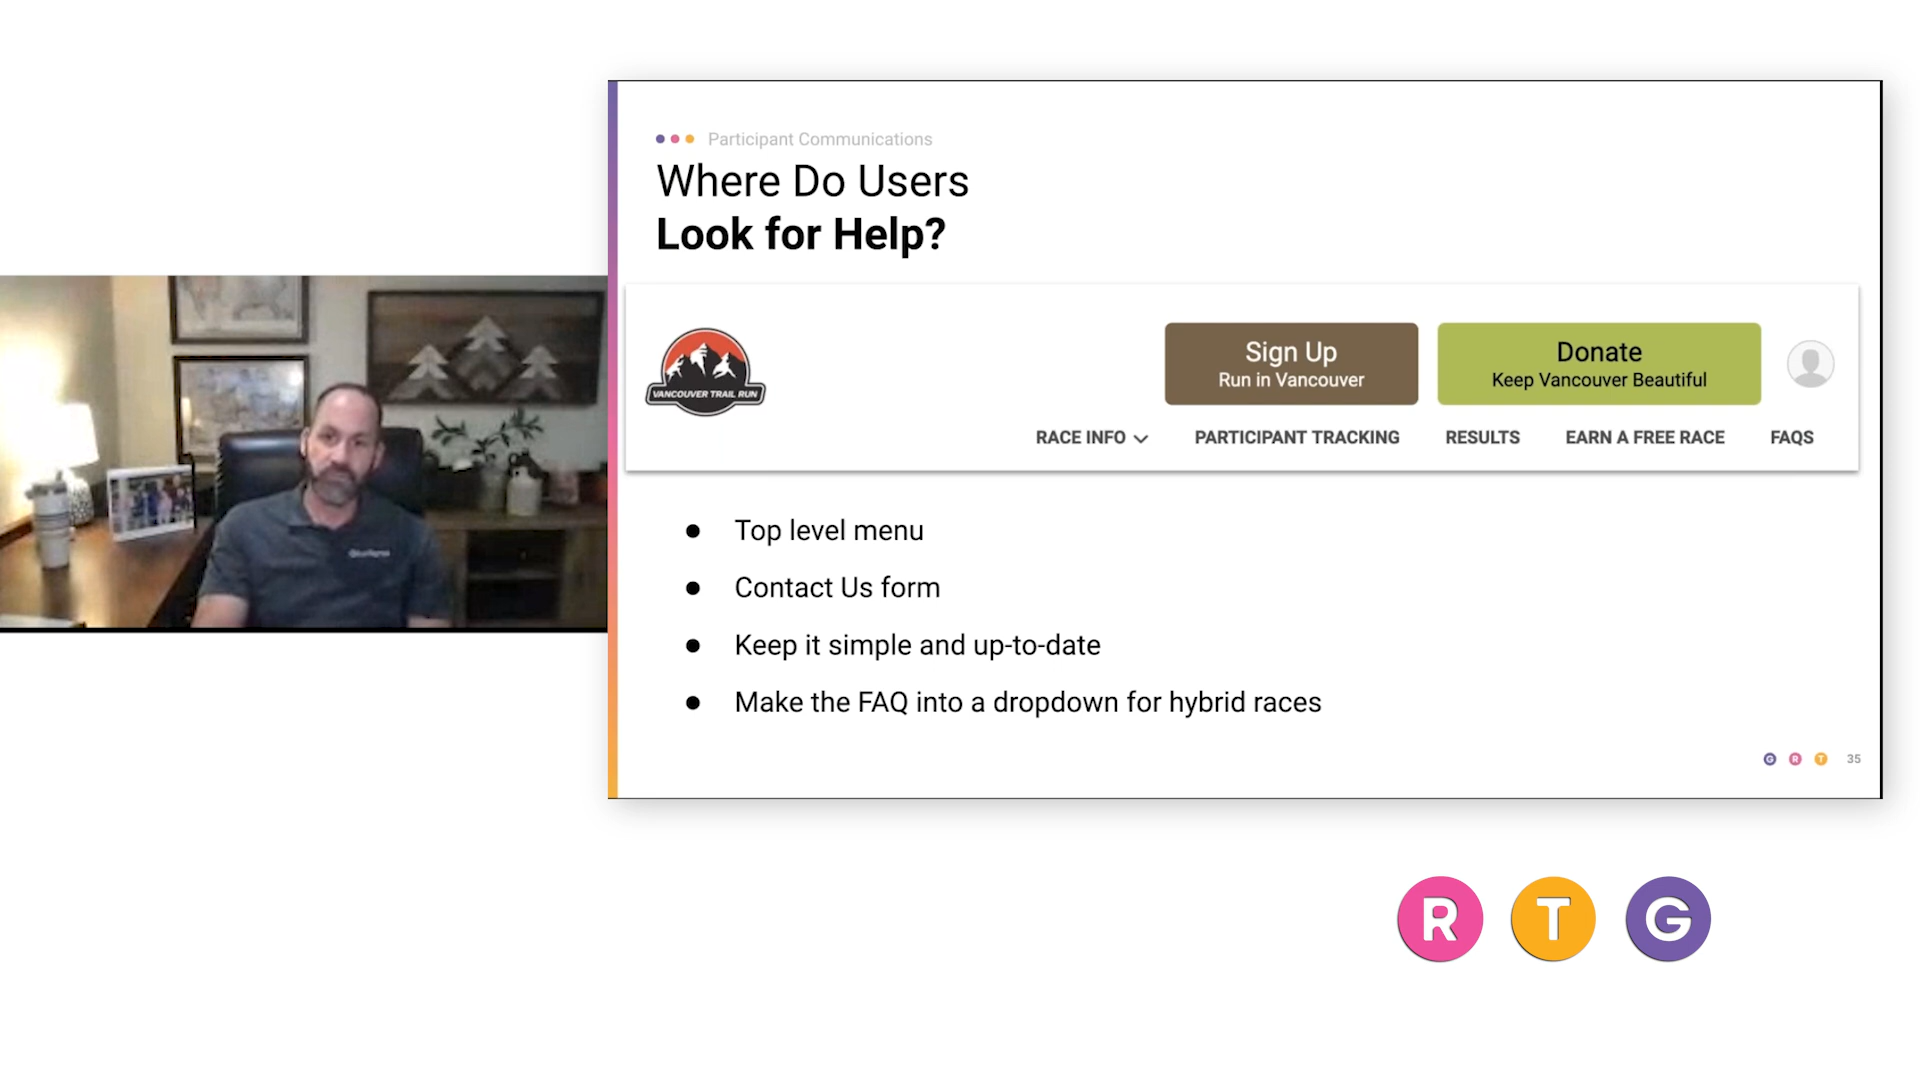 Participant Communications
Where Do Users
Look for Help?
VANCOUVER TRAIL RUN
Sign Up
Run in Vancouver
Donate
Keep Vancouver Beautiful
RACE INFO
PARTICIPANT TRACKING
RESULTS
EARN A FREE RACE
FAQS
● Top level menu
● Contact Us form
● Keep it simple and up-to-date
● Make the FAQ into a dropdown for hybrid races
G R T 35
R T G